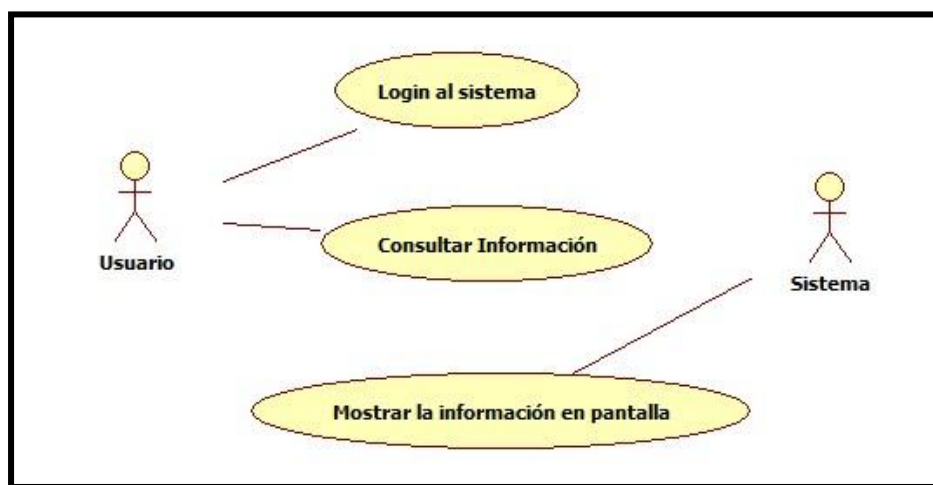 Login al sistema
Consultar Información
Usuario
Sistema
Mostrar la información en pantalla